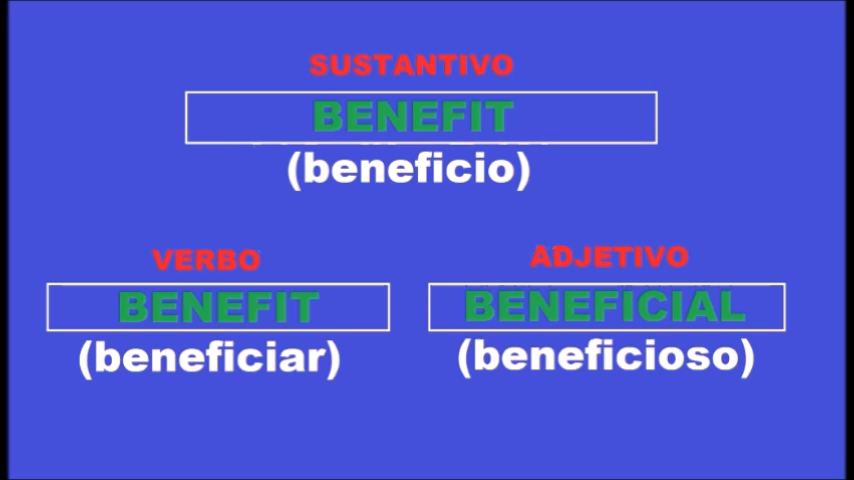 SUSTANTIVO
BENEFIT
(beneficio)
VERBO
BENEFIT
(beneficiar)
ADJETIVO
BENEFICIAL
(beneficioso)